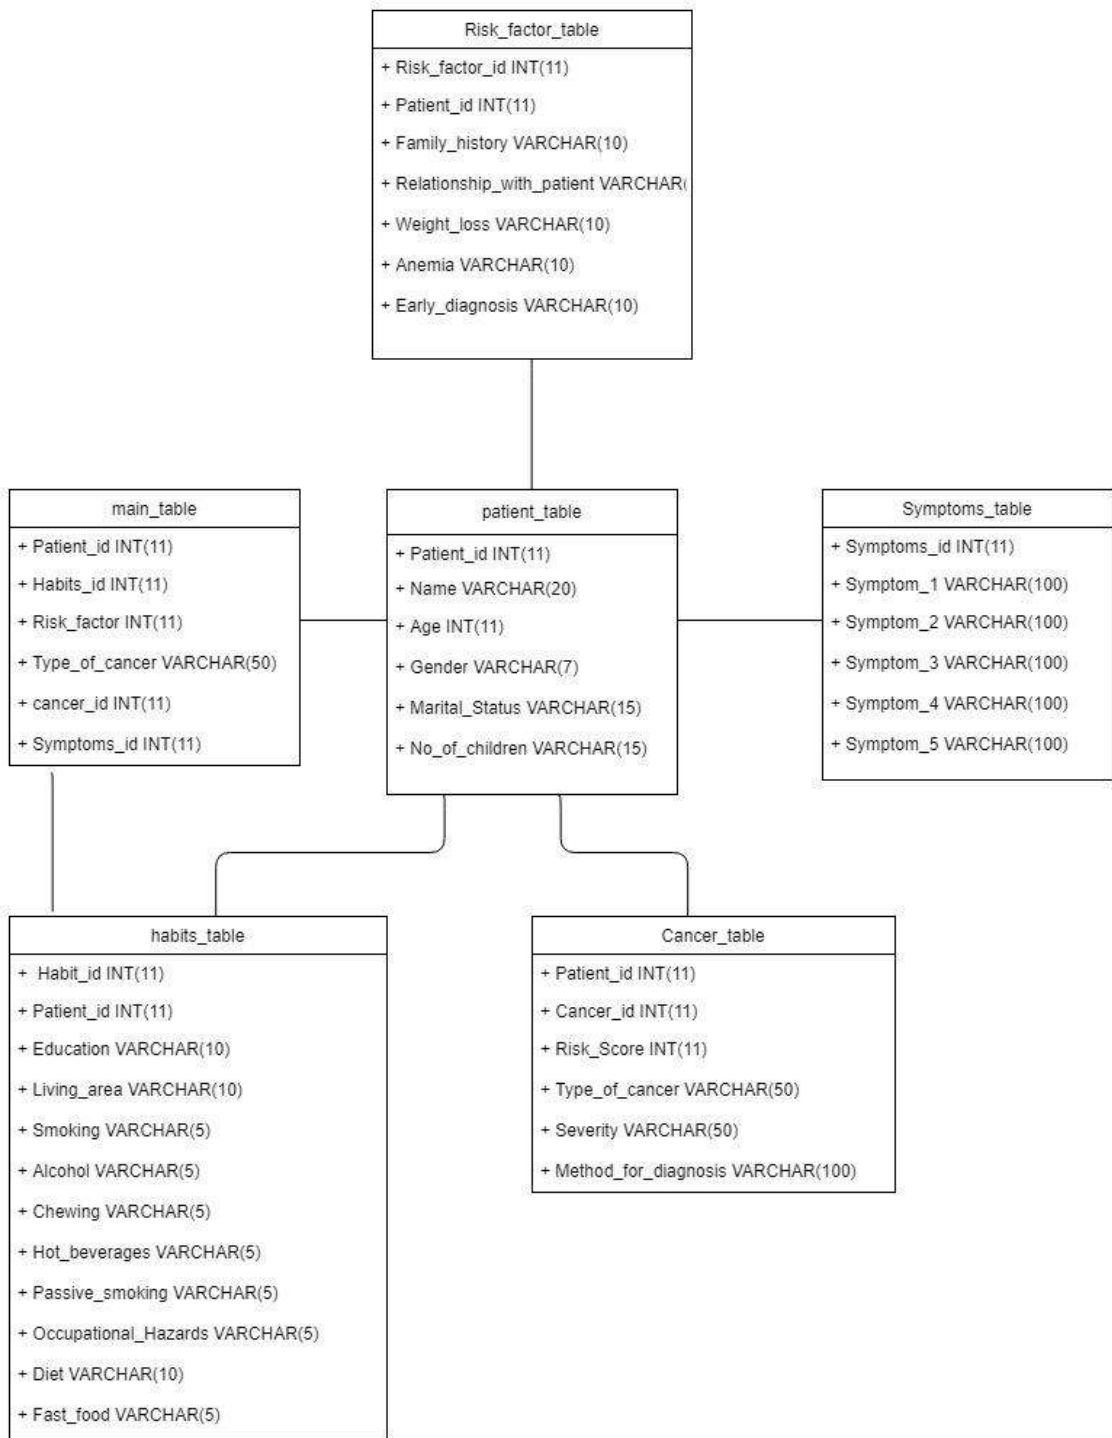 Risk_factor_table
+ Risk_factor_id INT(11)
+ Patient_id INT(11)
+ Family_history VARCHAR(10)
+ Relationship_with_patient VARCHAR(
+ Weight_loss VARCHAR(10)
+ Anemia VARCHAR(10)
+ Early_diagnosis VARCHAR(10)
main_table
+ Patient_id INT(11)
+ Habits_id INT(11)
+ Risk_factor INT(11)
+ Type_of_cancer VARCHAR(50)
+ cancer_id INT(11)
+ Symptoms_id INT(11)
patient_table
+ Patient_id INT(11)
+ Name VARCHAR(20)
+ Age INT(11)
+ Gender VARCHAR(7)
+ Marital_Status VARCHAR(15)
+ No_of_children VARCHAR(15)
Symptoms_table
+ Symptoms_id INT(11)
+ Symptom_1 VARCHAR(100)
+ Symptom_2 VARCHAR(100)
+ Symptom_3 VARCHAR(100)
+ Symptom_4 VARCHAR(100)
+ Symptom_5 VARCHAR(100)
habits_table
+ Habit_id INT(11)
+ Patient_id INT(11)
+ Education VARCHAR(10)
+ Living_area VARCHAR(10)
+ Smoking VARCHAR(5)
+ Alcohol VARCHAR(5)
+ Chewing VARCHAR(5)
+ Hot_beverages VARCHAR(5)
+ Passive_smoking VARCHAR(5)
+ Occupational_Hazards VARCHAR(5)
+ Diet VARCHAR(10)
+ Fast_food VARCHAR(5)
Cancer_table
+ Patient_id INT(11)
+ Cancer_id INT(11)
+ Risk_Score INT(11)
+ Type_of_cancer VARCHAR(50)
+ Severity VARCHAR(50)
+ Method_for_diagnosis VARCHAR(100)